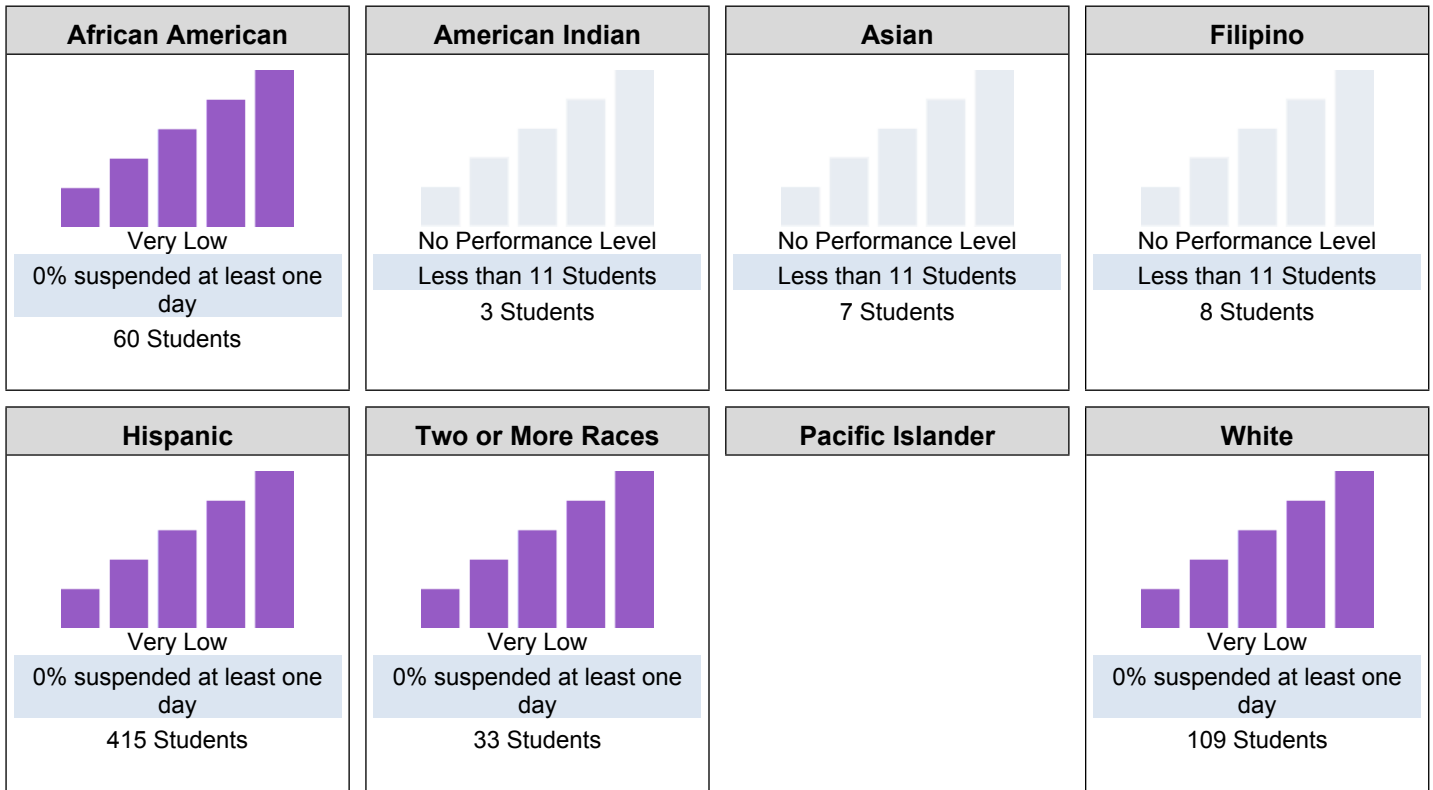 African American
American Indian
Asian
Filipino
Very Low
0% suspended at least one
day
60 Students
No Performance Level
Less than 11 Students
3 Students
No Performance Level
Less than 11 Students
7 Students
No Performance Level
Less than 11 Students
8 Students
Hispanic
Two or More Races
Pacific Islander
White
Very Low
0% suspended at least one
day
415 Students
Very Low
0% suspended at least one
day
33 Students
Very Low
0% suspended at least one
day
109 Students